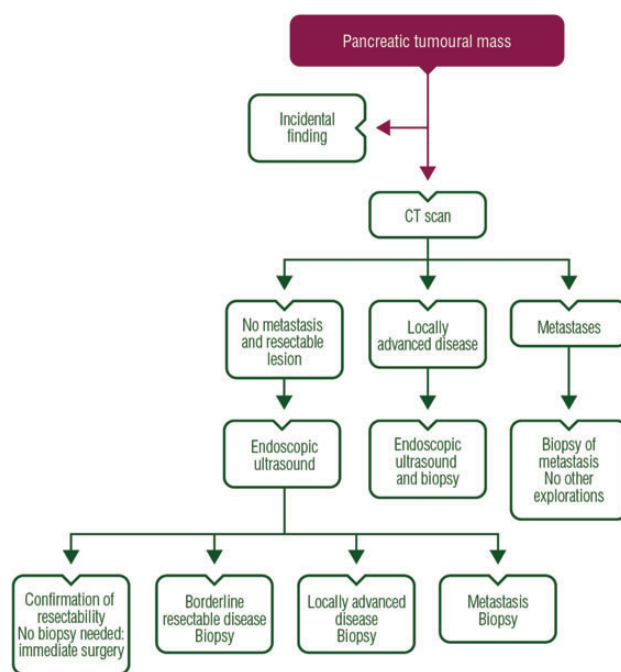 Pancreatic tumoural mass
Incidental
finding
CT scan
No metastasis
and resectable
lesion
Locally
advanced disease
Metastases
Endoscopic
ultrasound
Endoscopic
ultrasound
and biopsy
Biopsy of
metastasis
No other
explorations
Confirmation of
resectability
No biopsy needed:
immediate surgery
Borderline
resectable disease
Biopsy
Locally advanced
disease
Biopsy
Metastasis
Biopsy